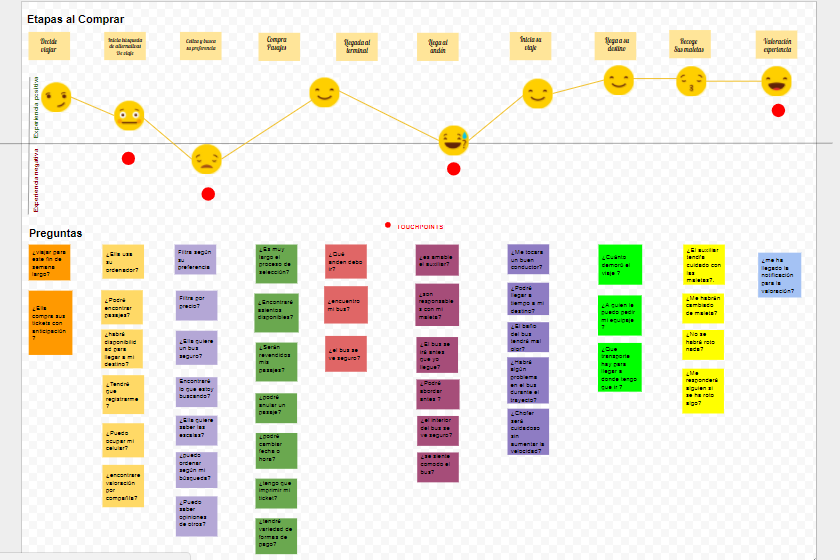 Etapas al Comprar
Decide
viajar
Inicia búsqueda
de alternativas
De viaje
Cotiza y busca
su preferencia
Compra
Pasajes
Llegada al
terminal
Llega al
andén
Inicia su
viaje
Llega a su
destino
Recoge
Sus maletas
Valoración
experiencia
Experiencia positiva
Experiencia negativa
TOUCHPOINTS
Preguntas
¿viajar para
este fin de
semana
largo?
¿Ella
compra sus
tickets con
anticipación
?
¿Ella usa
su
ordenador?
¿Podré
encontrar
pasajes?
¿habrá
disponibilid
ad para
llegar a mi
destino?
¿Tendré
que
registrarme
?
¿Puedo
ocupar mi
celular?
¿encontrare
valoración
por
compañía?
Filtra según
su
preferencia
Filtra por
precio?
¿Ella quiere
un bus
seguro?
Encontraré
lo que estoy
buscando?
¿Ella quiere
saber las
escalas?
¿puedo
ordenar
según mi
búsqueda?
¿Puedo
saber
opiniones
de otros?
¿Es muy
largo el
proceso de
selección?
¿Encontraré
asientos
disponibles?
¿Serán
revendidos
mis
pasajes?
¿podré
anular un
pasaje?
¿podré
cambiar
fecha o
hora?
¿tengo que
imprimir mi
ticket?
¿tendré
variedad de
formas de
pago?
¿Qué
anden debo
ir?
¿encuentro
mi bus?
¿el bus se
ve seguro?
¿es amable
el auxiliar?
¿son
responsable
s con mi
maleta?
¿El bus se
irá antes
que yo
llegue?
¿Podré
abordar
antes ?
¿el interior
del bus se
ve seguro?
¿se siente
comodo el
bus?
¿Me tocara
un buen
conductor?
¿Podré
llegar a
tiempo a mi
destino?
¿El baño
del bus
tendrá mal
olor?
¿Habrá
algún
problema
en el bus
durante el
trayecto?
¿Chofer
será
cuidadoso
sin
aumentar la
velocidad?
¿Cuánto
demoró el
viaje ?
¿A quien le
puedo pedir
mi equipaje
?
¿Que
transporte
hay para
llegar a
donde tengo
que ir ?
¿El auxiliar
tendrá
cuidado con
las
maletas?.
¿Me habrán
cambiado
de maleta?
¿No se
habrá roto
nada?
¿Me
responderá
alguien si
se ha roto
algo?
¿me ha
llegado la
notificación
para la
valoración?